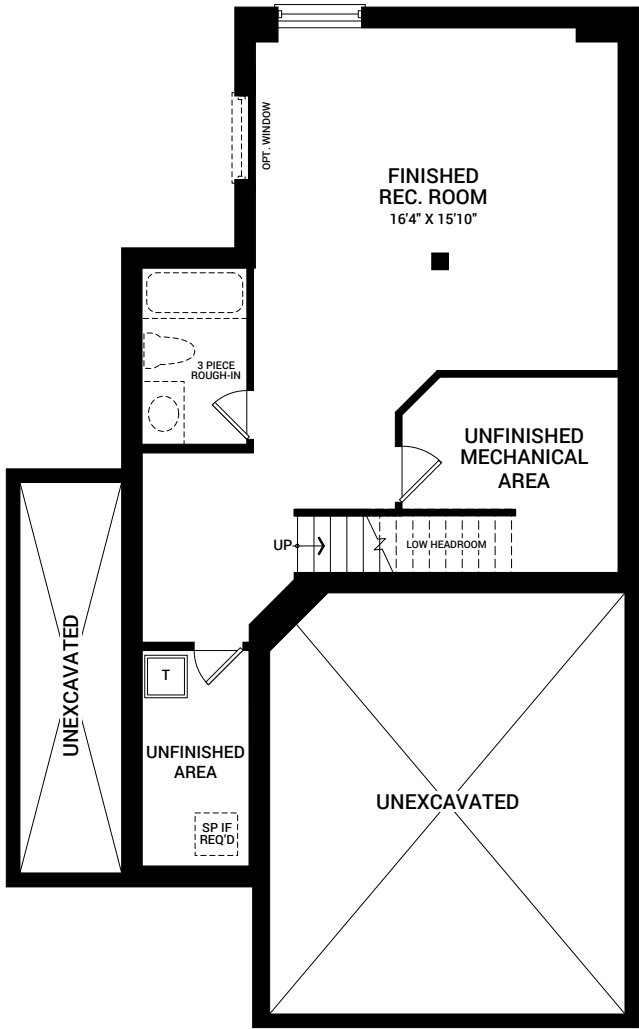 OPT. WINDOW
FINISHED
REC. ROOM
16'4" X 15'10"
3 PIECE
ROUGH-IN
UNFINISHED
MECHANICAL
AREA
UP
LOW HEADROOM
UNEXCAVATED
T
UNFINISHED
AREA
SP IF
REQ'D
UNEXCAVATED